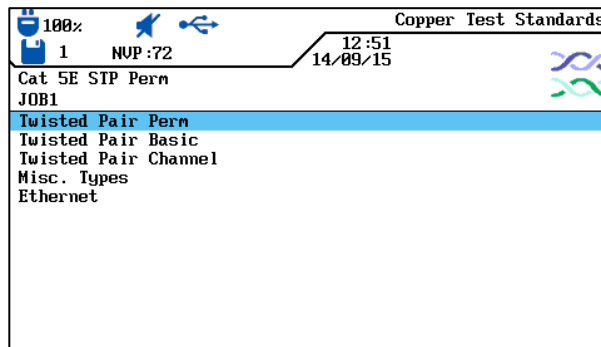 100% Copper Test Standards
1 NVP:72 12:51
14/09/15
Cat 5E STP Perm
JOB1
Twisted Pair Perm
Twisted Pair Basic
Twisted Pair Channel
Misc. Types
Ethernet